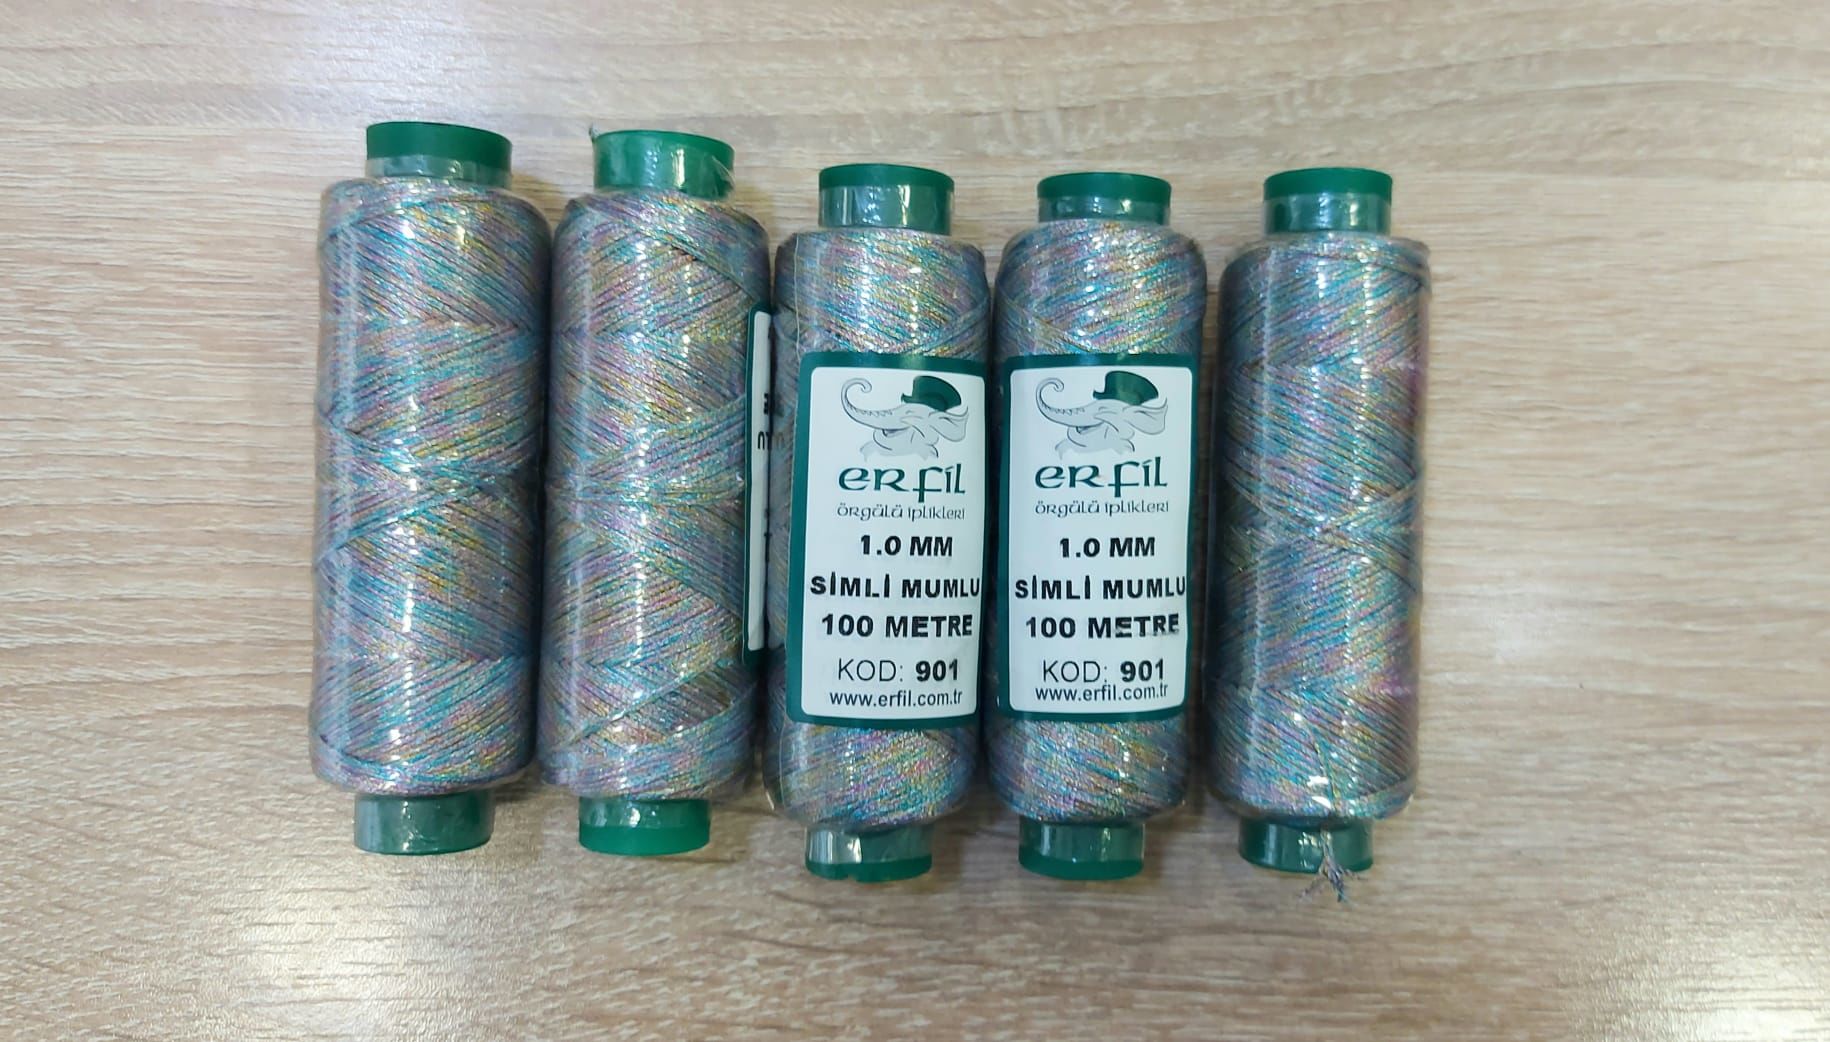 erfil
örgülü iplikleri
1.0 MM
SİMLİ MUMLU
100 METRE
KOD: 901
www.erfil.com.tr
erfil
örgülü iplikleri
1.0 MM
SİMLİ MUMLU
100 METRE
KOD: 901
www.erfil.com.tr